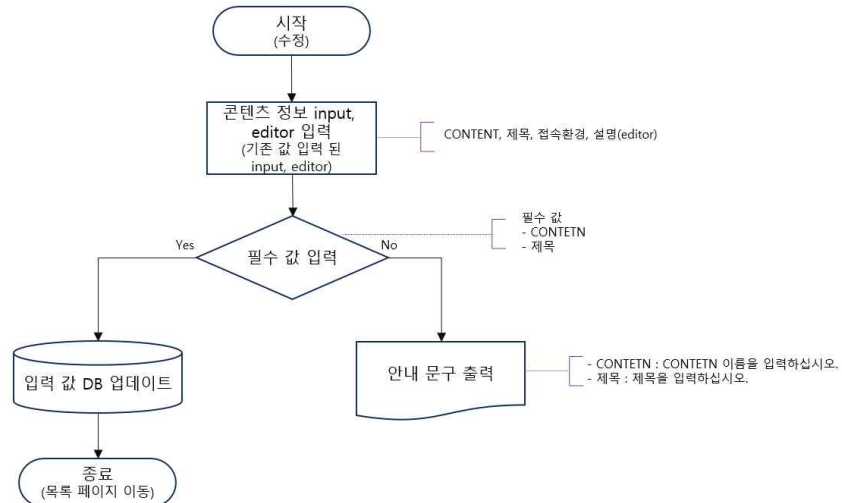 시작
(수정)
콘텐츠 정보 input,
editor 입력
(기존 값 입력 된
input, editor)
CONTENT, 제목, 접속환경, 설명(editor)
필수 값
- CONTETN
- 제목
Yes
No
필수 값 입력
입력 값 DB 업데이트
안내 문구 출력
- CONTETN : CONTETN 이름을 입력하십시오.
- 제목 : 제목을 입력하십시오.
종료
(목록 페이지 이동)